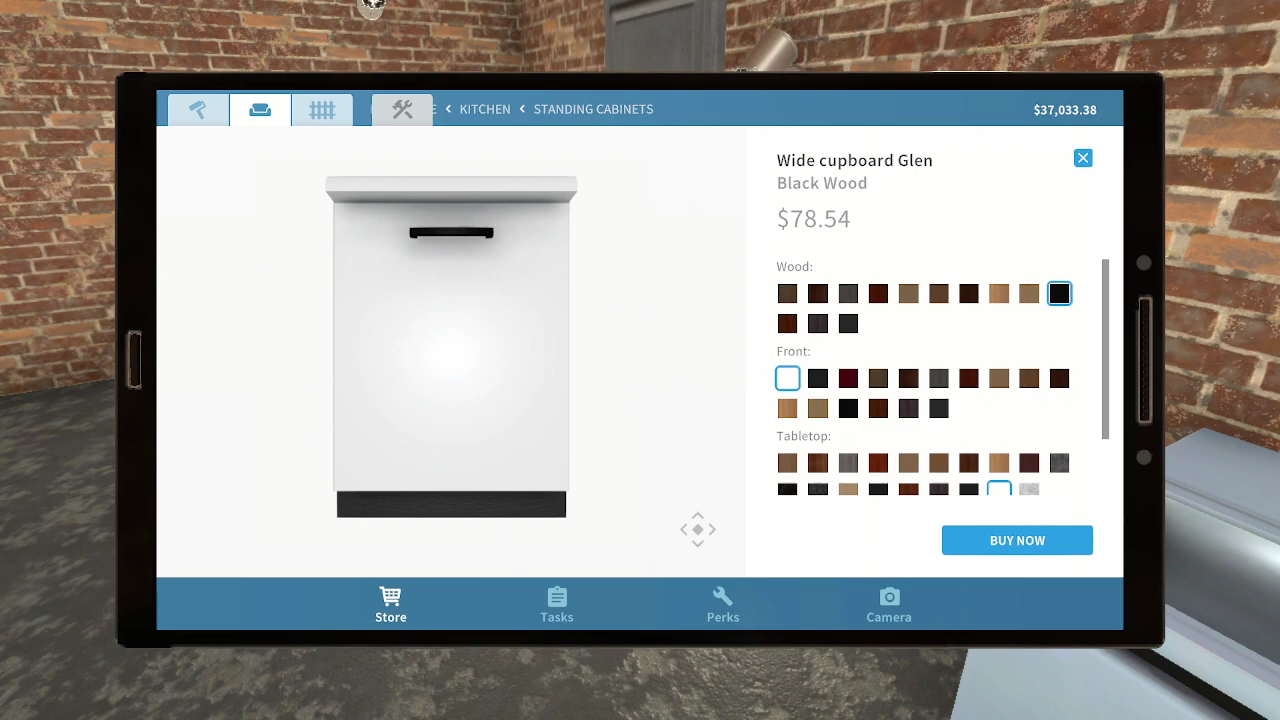 KITCHEN < STANDING CABINETS
$37,033.38
Wide cupboard Glen
Black Wood
$78.54
Wood:
Front:
Tabletop:
BUY NOW
Store
Tasks
Perks
Camera